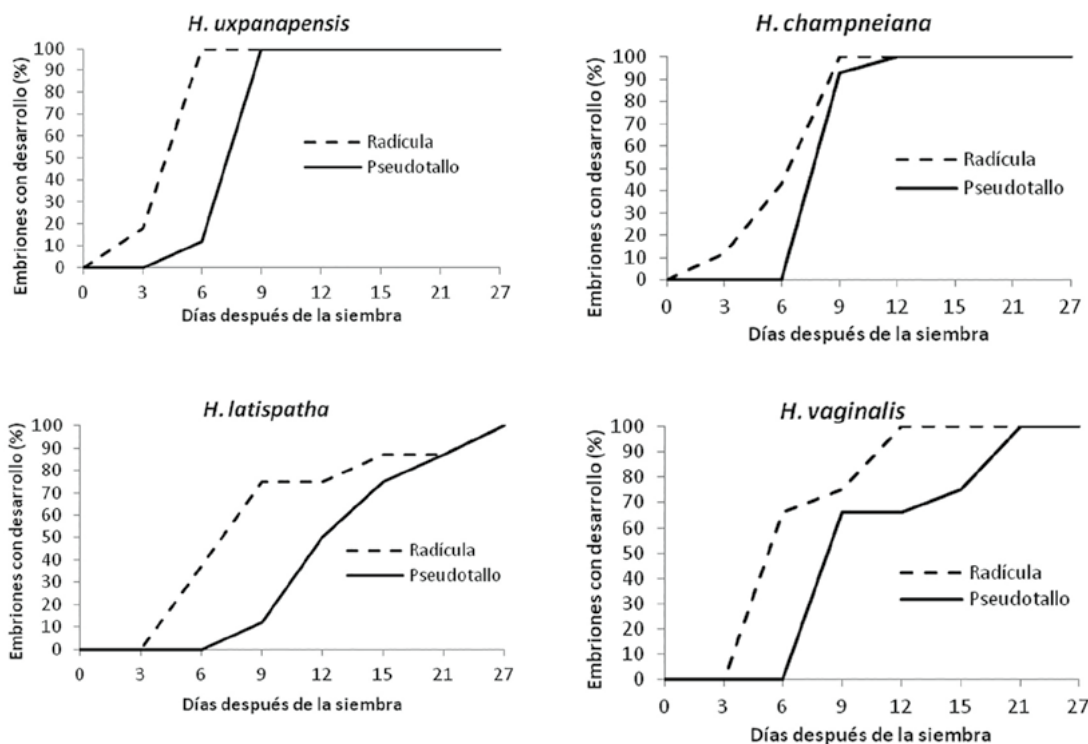 H. uxpanapensis
Embriones con desarrollo (%)
100
90
80
70
60
50
40
30
20
10
0
Radícula
Pseudotallo
0 3 6 9 12 15 21 27
Días después de la siembra
H. champneiana
Embriones con desarrollo (%)
100
90
80
70
60
50
40
30
20
10
0
Radícula
Pseudotallo
0 3 6 9 12 15 21 27
Días después de la siembra
H. latispatha
Embriones con desarrollo (%)
100
90
80
70
60
50
40
30
20
10
0
Radícula
Pseudotallo
0 3 6 9 12 15 21 27
Días después de la siembra
H. vaginalis
Embriones con desarrollo (%)
100
90
80
70
60
50
40
30
20
10
0
Radícula
Pseudotallo
0 3 6 9 12 15 21 27
Días después de la siembra